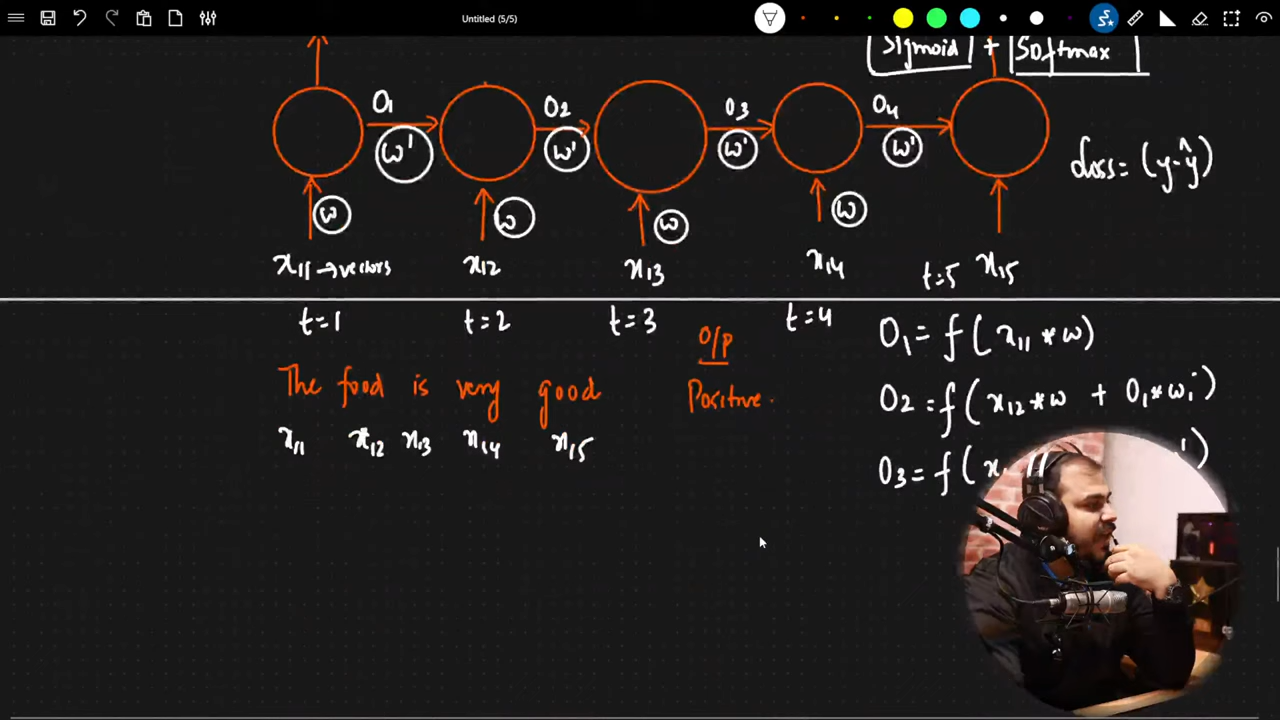 Untitled (5/5)
Sigmoid + Softmax
O1 O2 O3 O4
w' w' w' w'
loss = (y-ŷ)
w w w w
x11 → vectors x12 x13 x14 t=5 x15
t=1 t=2 t=3 t=4
O/P
O1 = f(x11 * w)
The food is very good Positive.
O2 = f(x12 * w + O1 * w')
x11 x12 x13 x14 x15
O3 = f(x